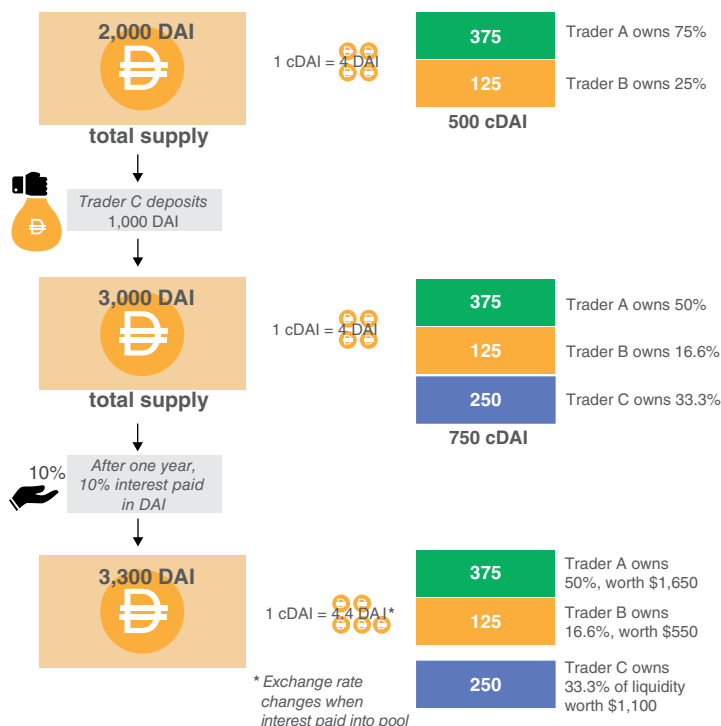 2,000 DAI
total supply
1 cDAI = 4 DAI
375
Trader A owns 75%
125
Trader B owns 25%
500 cDAI
Trader C deposits
1,000 DAI
3,000 DAI
total supply
1 cDAI = 4 DAI
375
Trader A owns 50%
125
Trader B owns 16.6%
250
Trader C owns 33.3%
750 cDAI
10%
After one year,
10% interest paid
in DAI
3,300 DAI
1 cDAI = 4.4 DAI*
375
Trader A owns
50%, worth $1,650
125
Trader B owns
16.6%, worth $550
250
Trader C owns
33.3% of liquidity
worth $1,100
* Exchange rate
changes when
interest paid into pool